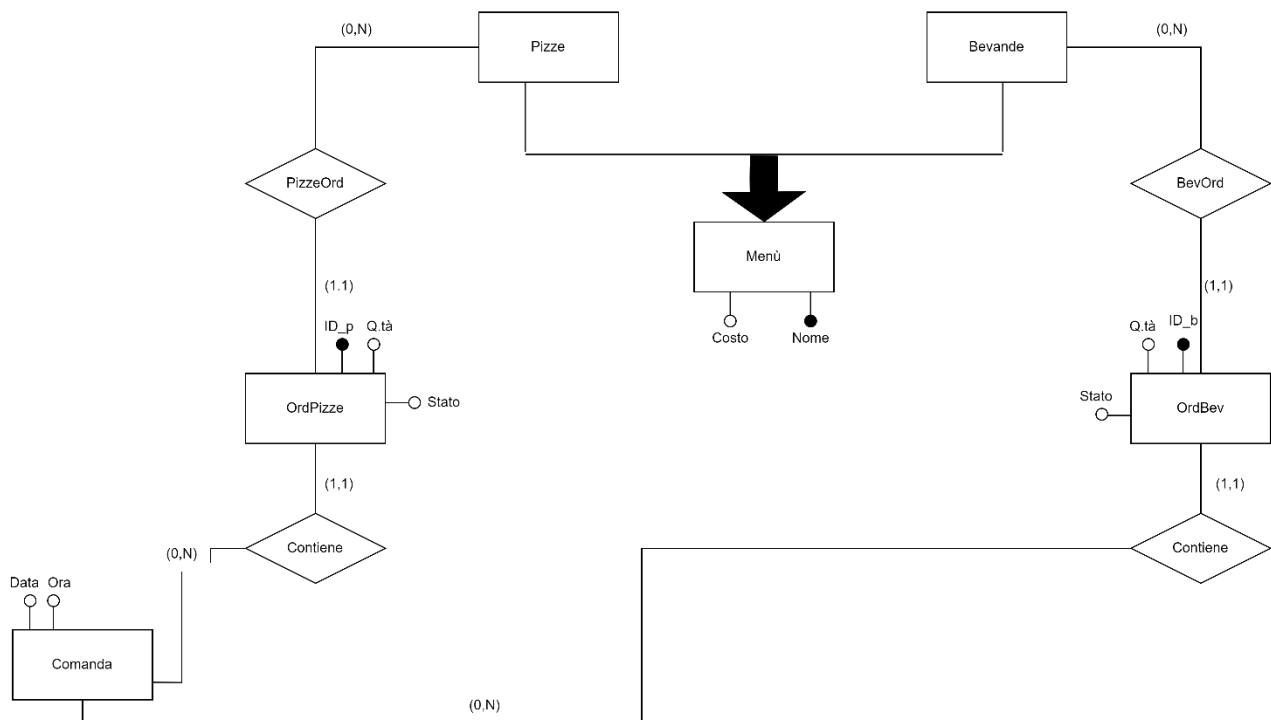 (0,N)
Pizze
Bevande
(0,N)
PizzeOrd
BevOrd
Menù
(1.1)
(1,1)
ID_p
Q.tà
Costo
Nome
Q.tà
ID_b
OrdPizze
Stato
Stato
OrdBev
(1,1)
(1,1)
Contiene
Contiene
(0,N)
Data
Ora
Comanda
(0,N)